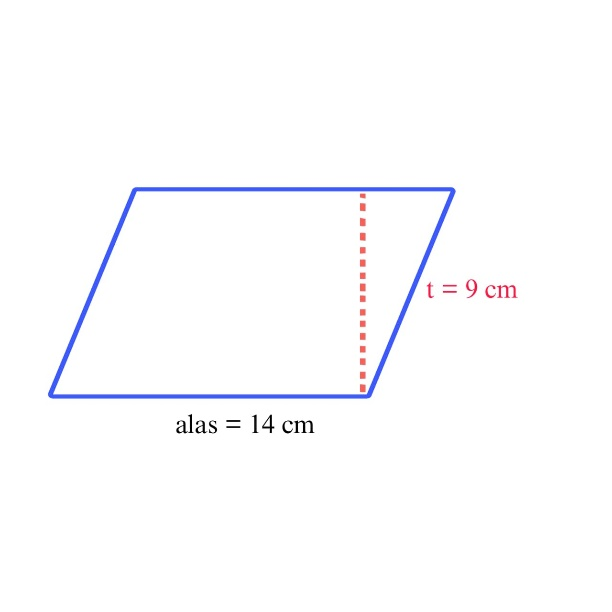 t = 9 cm
alas = 14 cm